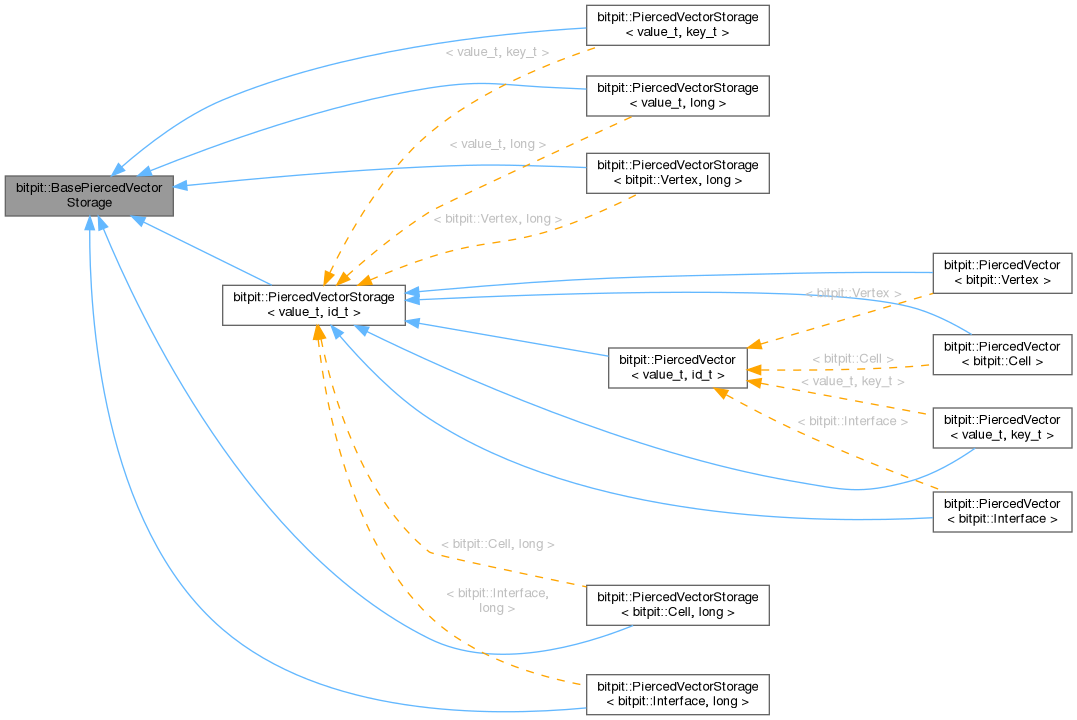 bitpit::PiercedVectorStorage
< value_t, key_t >
< value_t, key_t >
bitpit::PiercedVectorStorage
< value_t, long >
< value_t, long >
bitpit::PiercedVectorStorage
< bitpit::Vertex, long >
bitpit::BasePiercedVector
Storage
< bitpit::Vertex, long >
bitpit::PiercedVector
< bitpit::Vertex >
bitpit::PiercedVectorStorage
< value_t, id_t >
< bitpit::Vertex >
bitpit::PiercedVector
< bitpit::Cell >
bitpit::PiercedVector
< value_t, id_t >
< bitpit::Cell >
< value_t, key_t >
bitpit::PiercedVector
< value_t, key_t >
< bitpit::Interface >
bitpit::PiercedVector
< bitpit::Interface >
< bitpit::Cell, long >
bitpit::PiercedVectorStorage
< bitpit::Cell, long >
< bitpit::Interface,
long >
bitpit::PiercedVectorStorage
< bitpit::Interface, long >